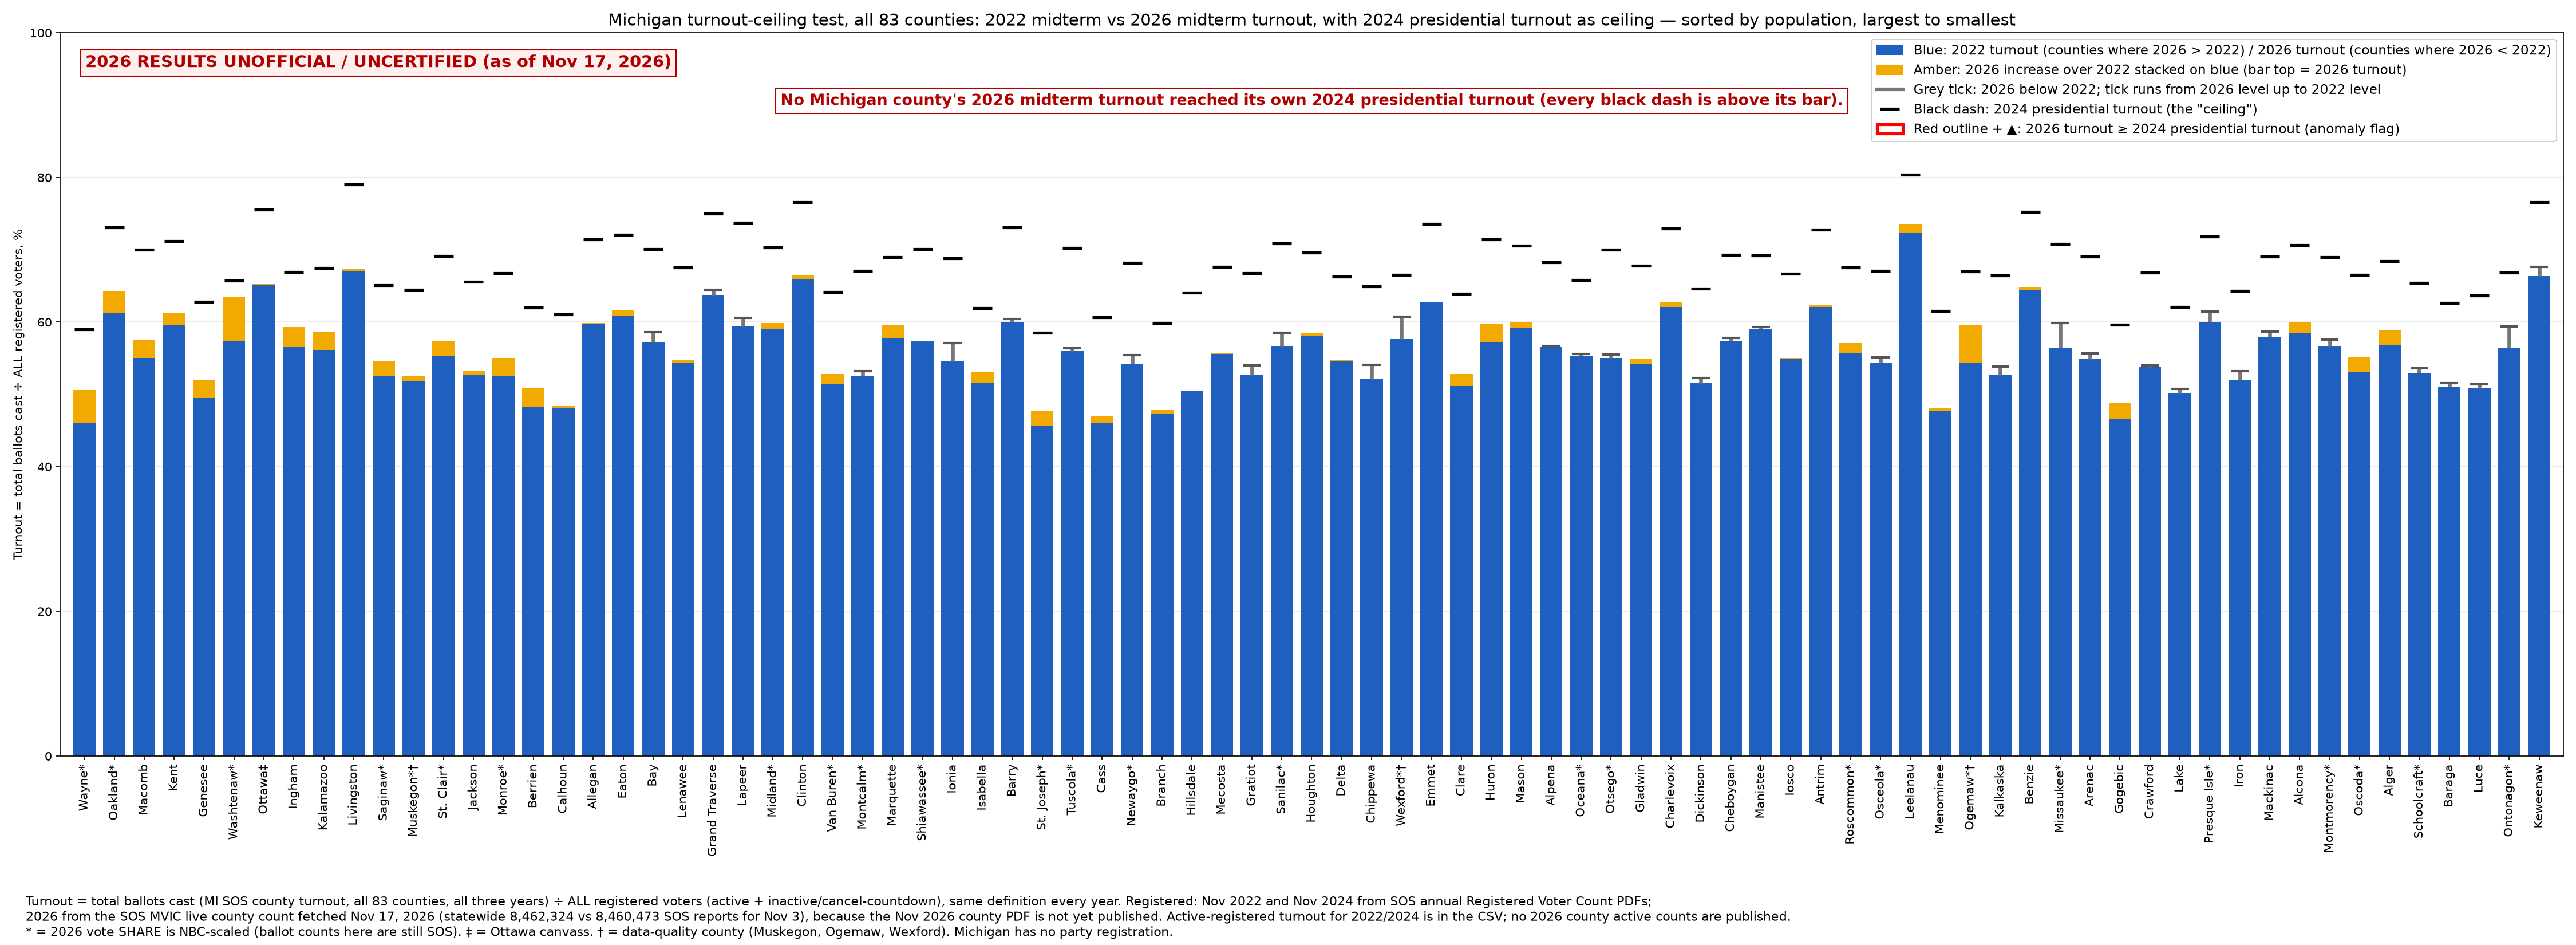 Michigan turnout-ceiling test, all 83 counties: 2022 midterm vs 2026 midterm turnout, with 2024 presidential turnout as ceiling — sorted by population, largest to smallest
2026 RESULTS UNOFFICIAL / UNCERTIFIED (as of Nov 17, 2026)
No Michigan county's 2026 midterm turnout reached its own 2024 presidential turnout (every black dash is above its bar).
Blue: 2022 turnout (counties where 2026 > 2022) / 2026 turnout (counties where 2026 < 2022)
Amber: 2026 increase over 2022 stacked on blue (bar top = 2026 turnout)
Grey tick: 2026 below 2022; tick runs from 2026 level up to 2022 level
Black dash: 2024 presidential turnout (the "ceiling")
Red outline + ▲: 2026 turnout ≥ 2024 presidential turnout (anomaly flag)
Turnout = total ballots cast ÷ ALL registered voters, %
100
80
60
40
20
0
Wayne*
Oakland*
Macomb
Kent
Genesee
Washtenaw*
Ottawa‡
Ingham
Kalamazoo
Livingston
Saginaw*
Muskegon*†
St. Clair*
Jackson
Monroe*
Berrien
Calhoun
Allegan
Eaton
Bay
Lenawee
Grand Traverse
Lapeer
Midland*
Clinton
Van Buren*
Montcalm*
Marquette
Shiawassee*
Ionia
Isabella
Barry
St. Joseph*
Tuscola*
Cass
Newaygo*
Branch
Hillsdale
Mecosta
Gratiot
Sanilac*
Houghton
Delta
Chippewa
Wexford*†
Emmet
Clare
Huron
Mason
Alpena
Oceana*
Otsego*
Gladwin
Charlevoix
Dickinson
Cheboygan
Manistee
Iosco
Antrim
Roscommon*
Osceola*
Leelanau
Menominee
Ogemaw*†
Kalkaska
Benzie
Missaukee*
Arenac
Gogebic
Crawford
Lake
Presque Isle*
Iron
Mackinac
Alcona
Montmorency*
Oscoda*
Alger
Schoolcraft*
Baraga
Luce
Ontonagon*
Keweenaw
Turnout = total ballots cast (MI SOS county turnout, all 83 counties, all three years) ÷ ALL registered voters (active + inactive/cancel-countdown), same definition every year. Registered: Nov 2022 and Nov 2024 from SOS annual Registered Voter Count PDFs;
2026 from the SOS MVIC live county count fetched Nov 17, 2026 (statewide 8,462,324 vs 8,460,473 SOS reports for Nov 3), because the Nov 2026 county PDF is not yet published. Active-registered turnout for 2022/2024 is in the CSV; no 2026 county active counts are published.
* = 2026 vote SHARE is NBC-scaled (ballot counts here are still SOS). ‡ = Ottawa canvass. † = data-quality county (Muskegon, Ogemaw, Wexford). Michigan has no party registration.